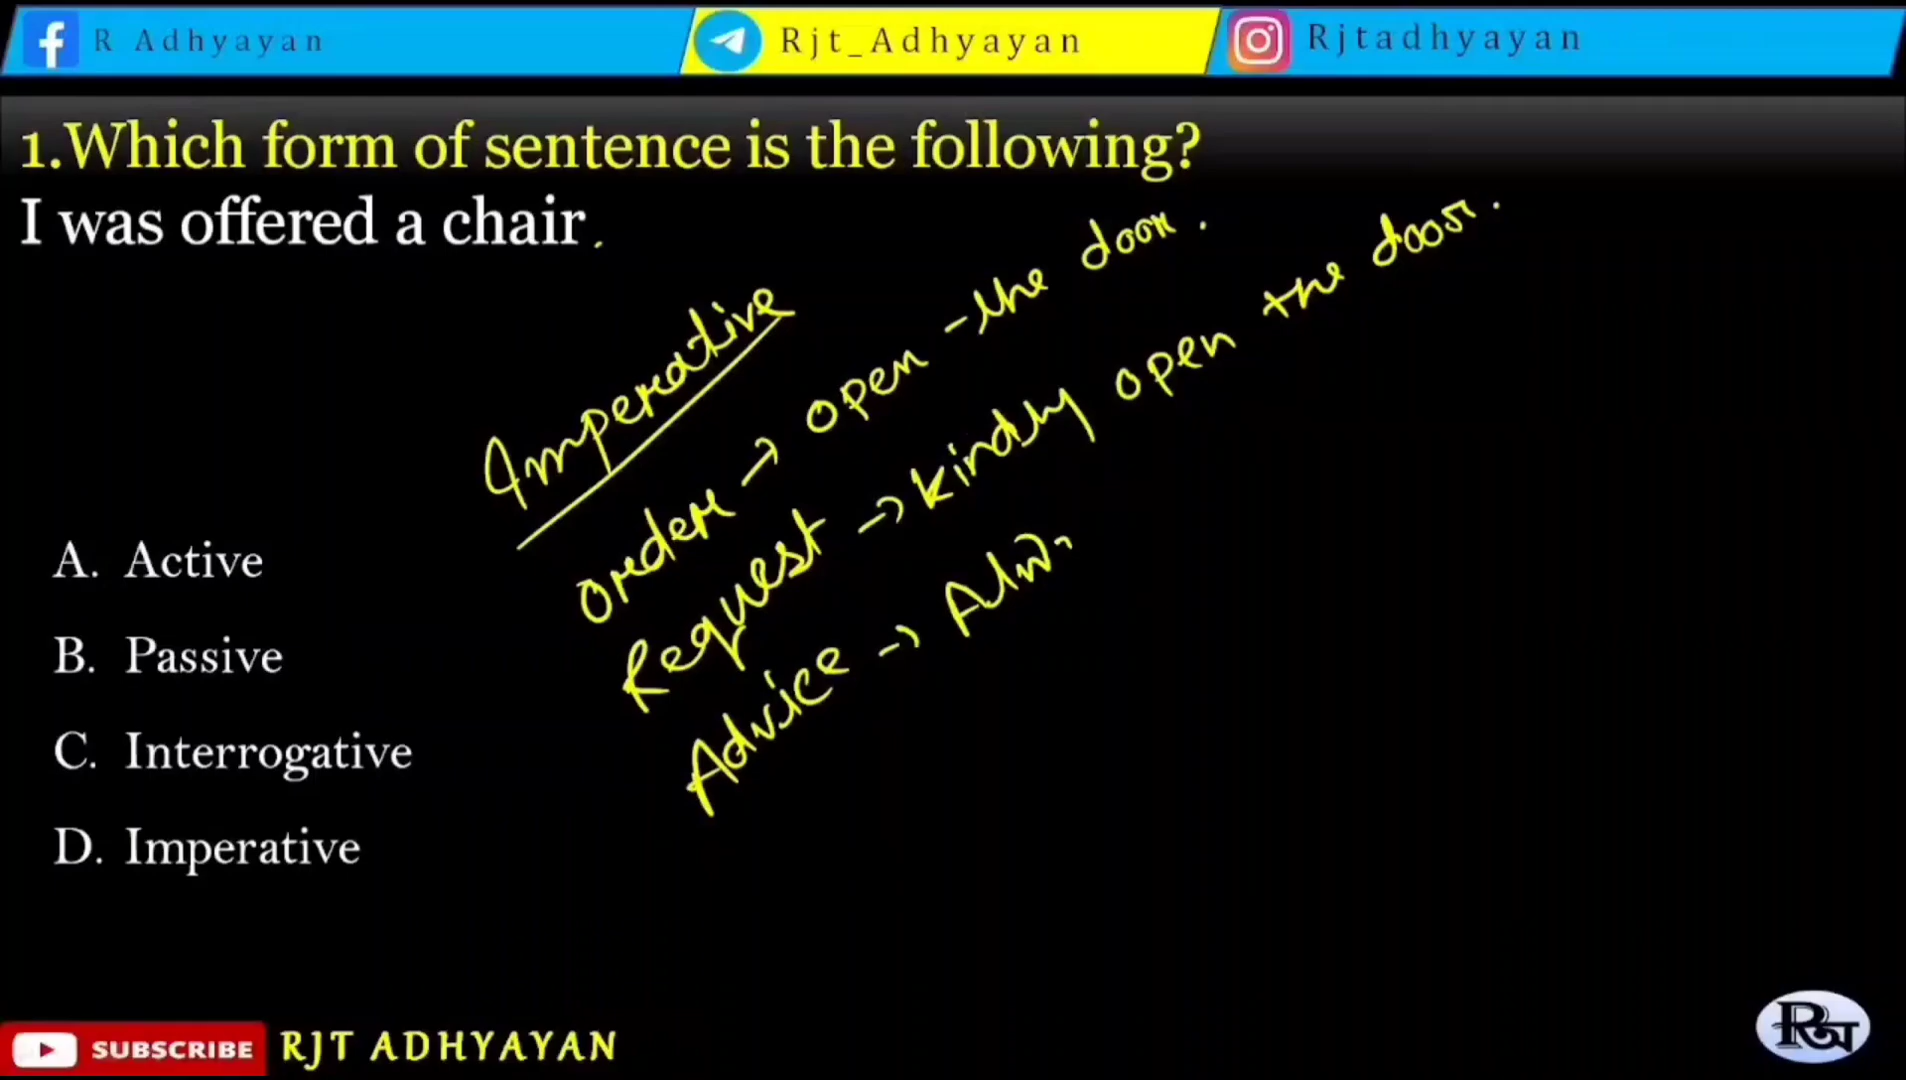 R Adhyayan
Rjt_Adhyayan
Rjtadhyayan
1.Which form of sentence is the following?
I was offered a chair.
Imperative
Order → open the door.
Request → kindly open the door.
Advice →
A. Active
B. Passive
C. Interrogative
D. Imperative
SUBSCRIBE
RJT ADHYAYAN